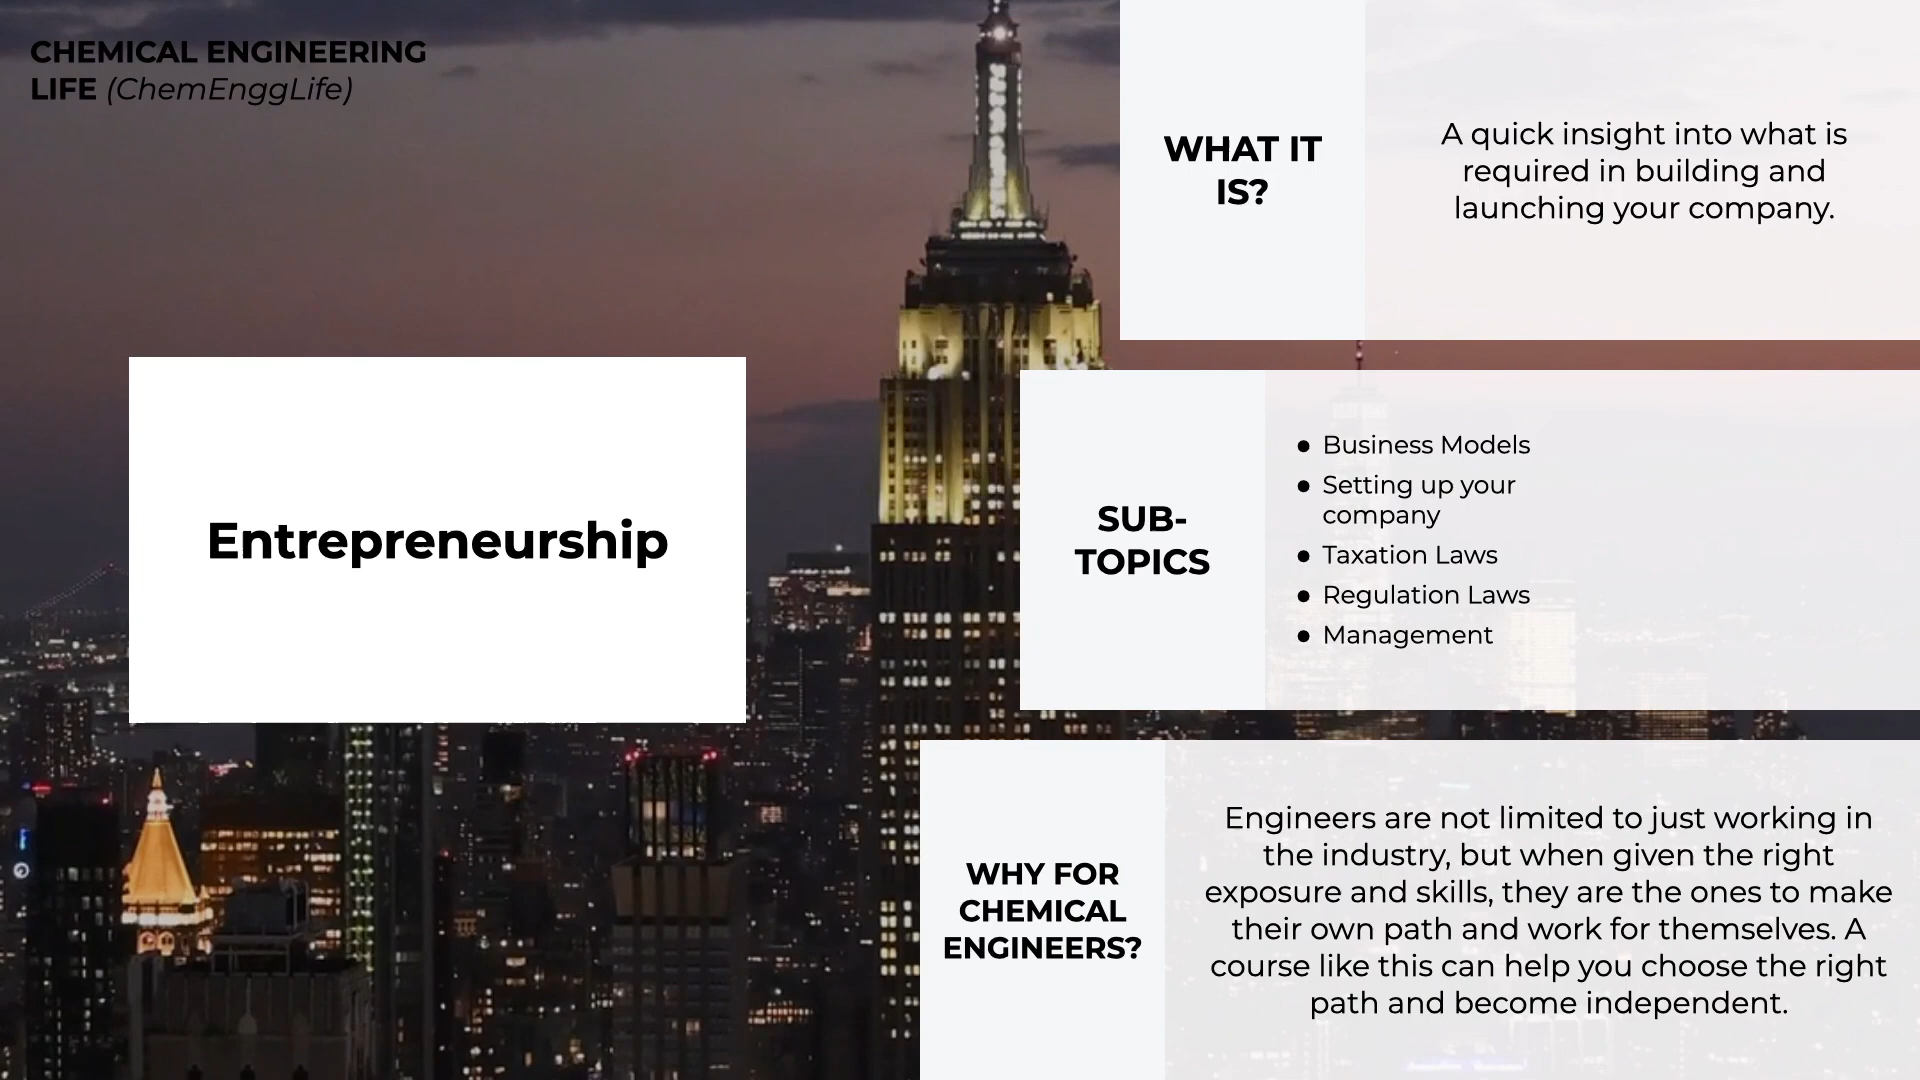 CHEMICAL ENGINEERING
LIFE (ChemEnggLife)
Entrepreneurship
WHAT IT
IS?
A quick insight into what is
required in building and
launching your company.
SUB-
TOPICS
● Business Models
● Setting up your
company
● Taxation Laws
● Regulation Laws
● Management
WHY FOR
CHEMICAL
ENGINEERS?
Engineers are not limited to just working in
the industry, but when given the right
exposure and skills, they are the ones to make
their own path and work for themselves. A
course like this can help you choose the right
path and become independent.